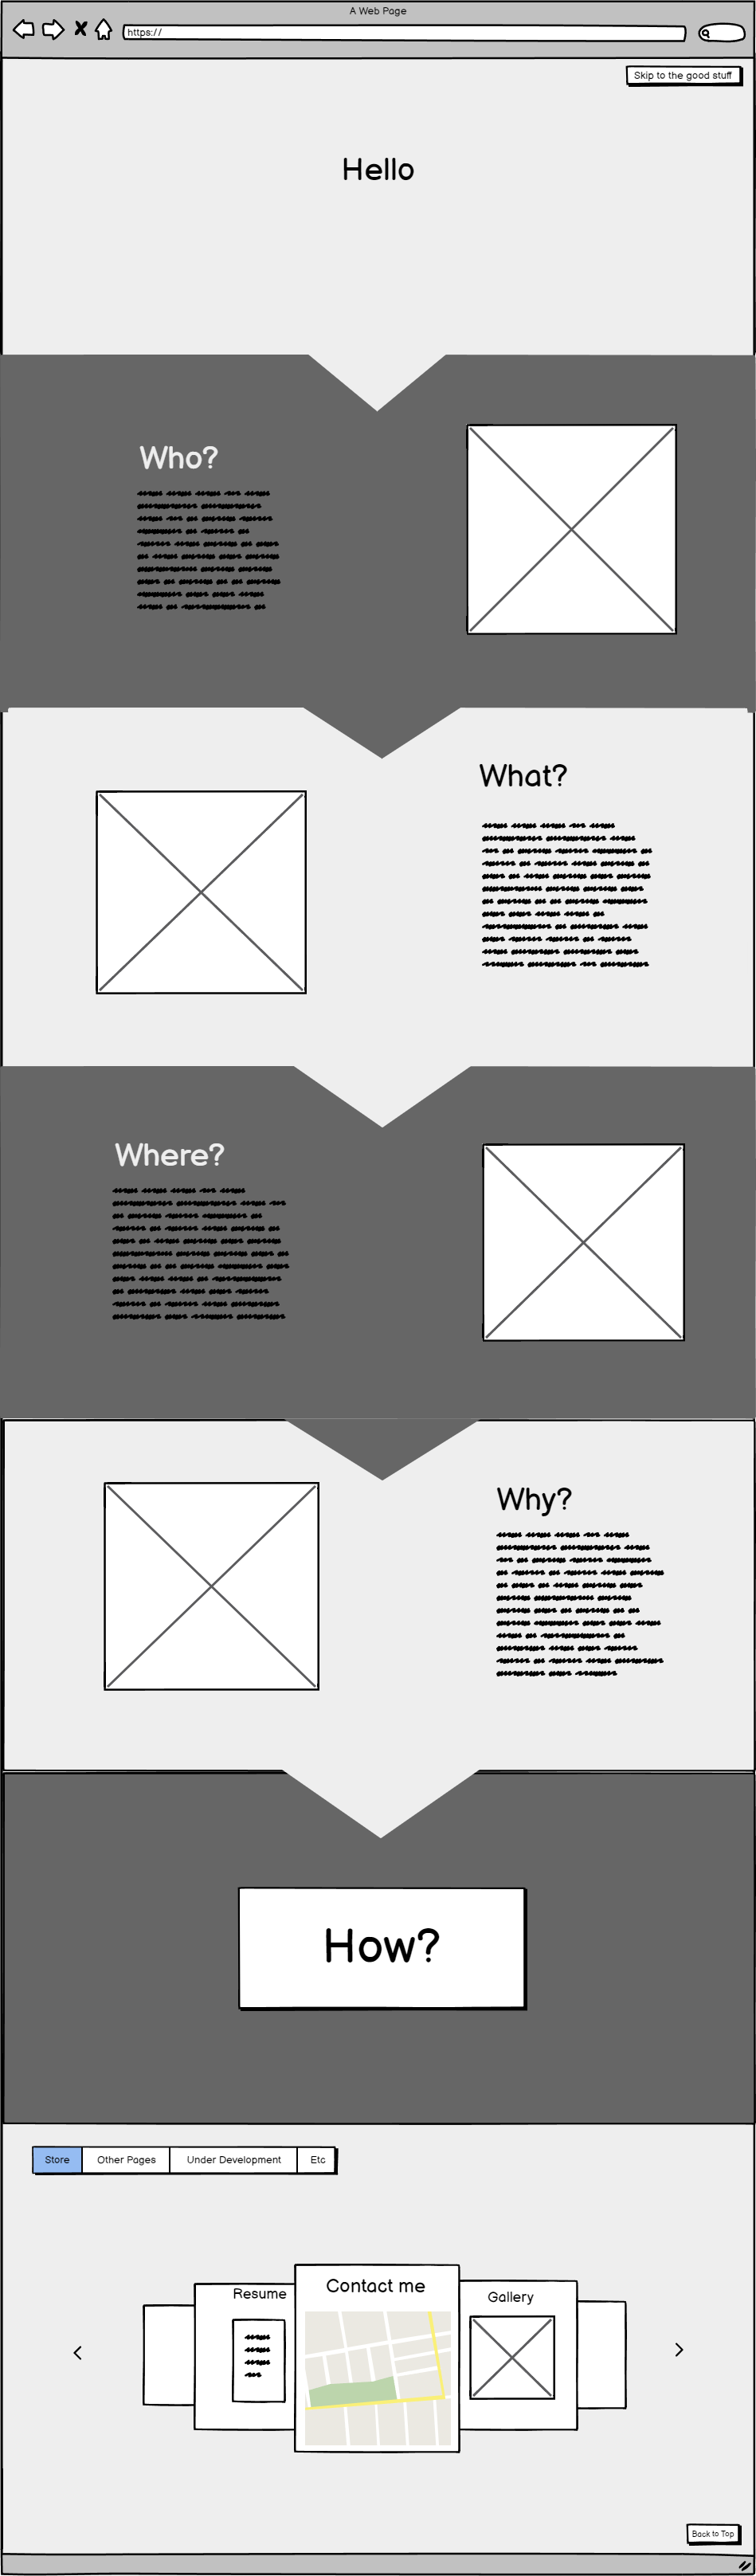 A Web Page
https://
Skip to the good stuff
Hello
Who?
What?
Where?
Why?
How?
Store Other Pages Under Development Etc
Resume
Contact me
Gallery
Back to Top